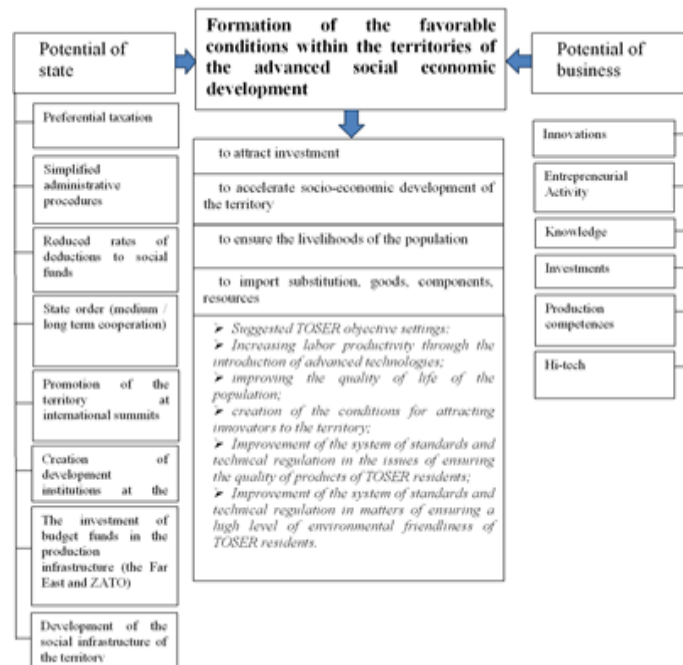 Potential of
state
Formation of the favorable
conditions within the territories of
the advanced social economic
development
Potential of
business
Preferential taxation
Simplified
administrative
procedures
Reduced rates of
deductions to social
funds
State order (medium /
long term cooperation)
Promotion of the
territory at
international summits
Creation of
development
institutions at the
The investment of
budget funds in the
production
infrastructure (the Far
East and ZATO)
Development of the
social infrastructure of
the territory
to attract investment
to accelerate socio-economic development of
the territory
to ensure the livelihoods of the population
to import substitution, goods, components,
resources
➢ Suggested TOSER objective settings:
➢ Increasing labor productivity through the
introduction of advanced technologies;
➢ improving the quality of life of the
population;
➢ creation of the conditions for attracting
innovators to the territory;
➢ Improvement of the system of standards and
technical regulation in the issues of ensuring
the quality of products of TOSER residents;
➢ Improvement of the system of standards and
technical regulation in matters of ensuring a
high level of environmental friendliness of
TOSER residents.
Innovations
Entrepreneurial
Activity
Knowledge
Investments
Production
competences
Hi-tech